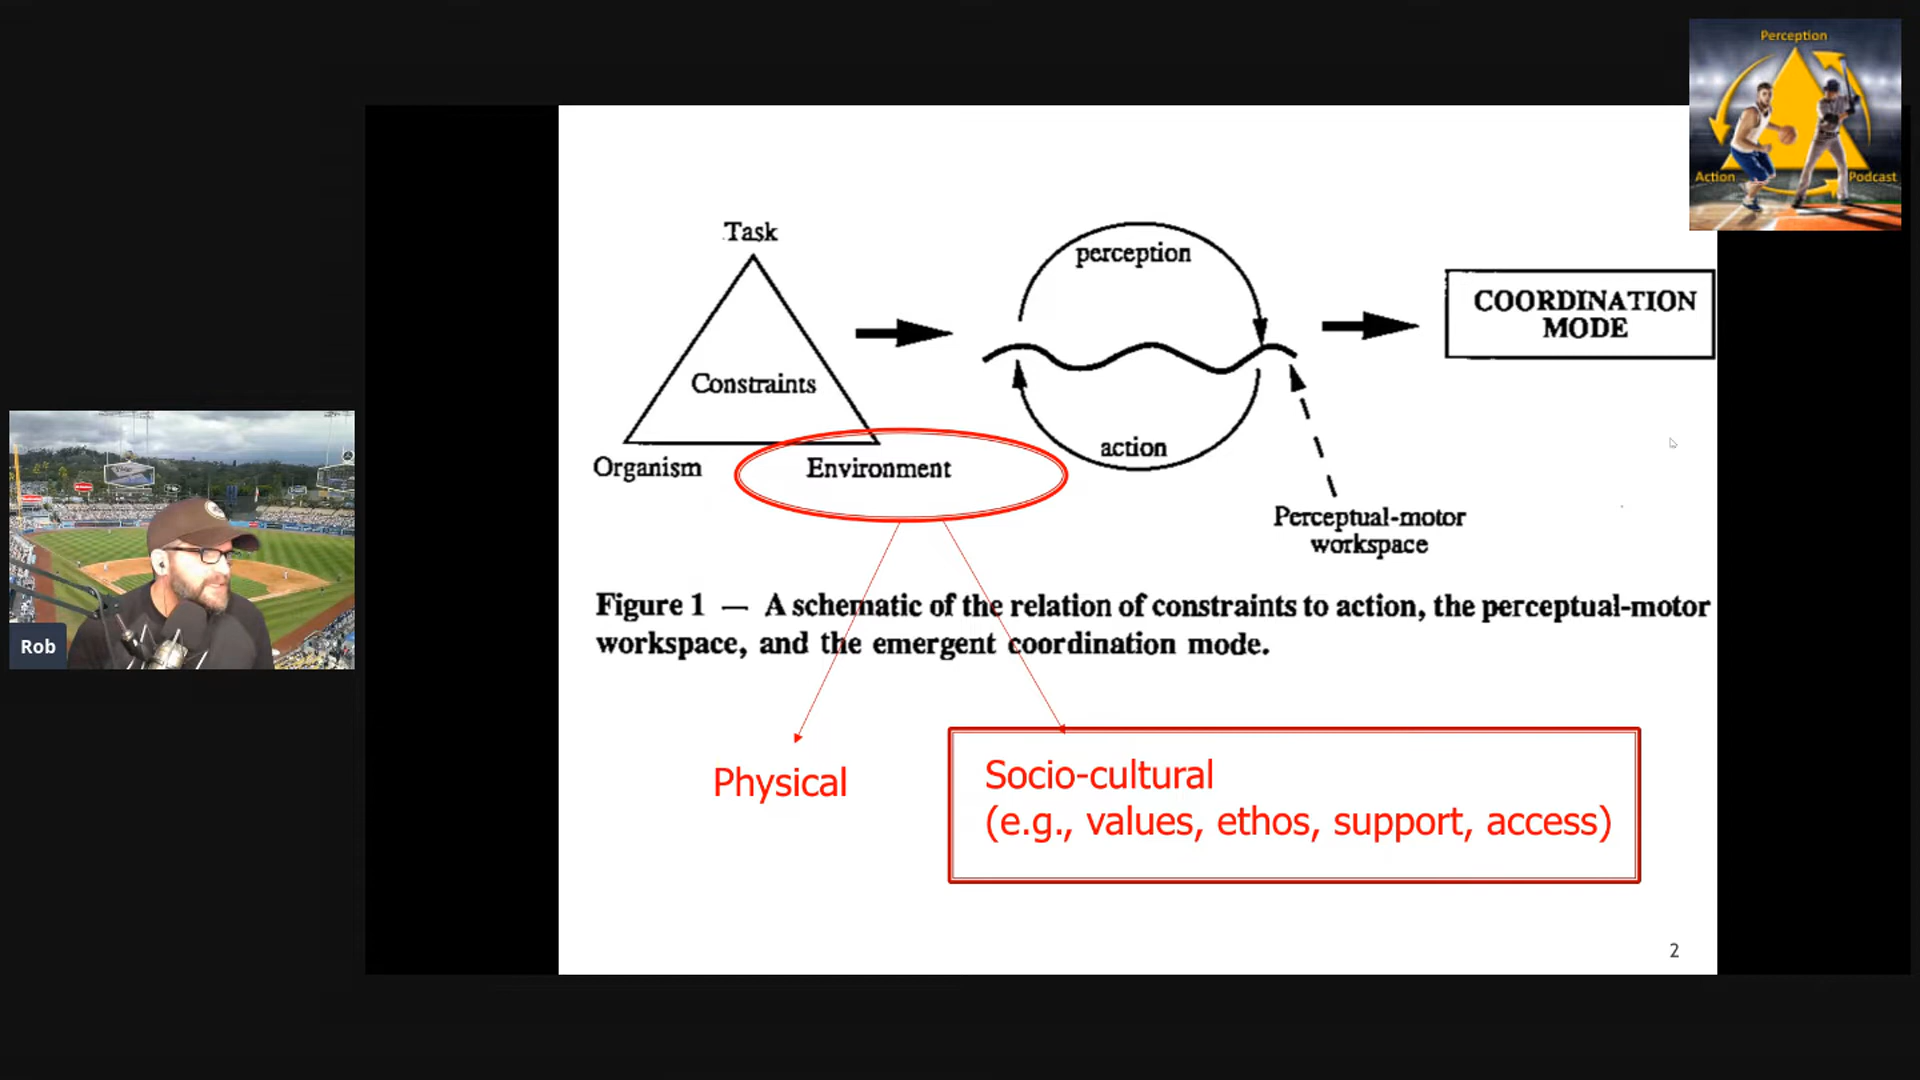 Perception
Action
Podcast
Task
Constraints
Organism
Environment
perception
action
Perceptual-motor
workspace
COORDINATION
MODE
Figure 1 — A schematic of the relation of constraints to action, the perceptual-motor
workspace, and the emergent coordination mode.
Physical
Socio-cultural
(e.g., values, ethos, support, access)
2
Rob